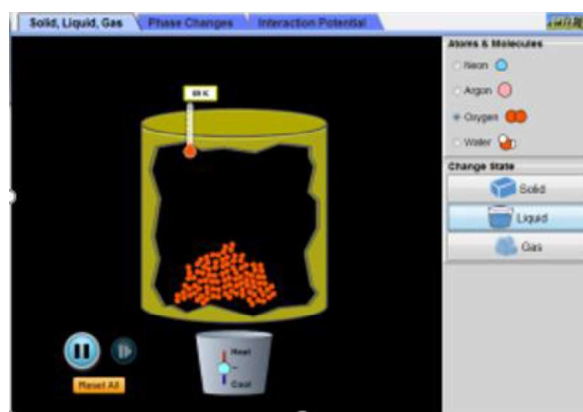 Solid, Liquid, Gas
Phase Changes
Interaction Potential
Atoms & Molecules
Neon
Argon
Oxygen
Water
Change State
Solid
Liquid
Gas
Heat
Cool
Reset All